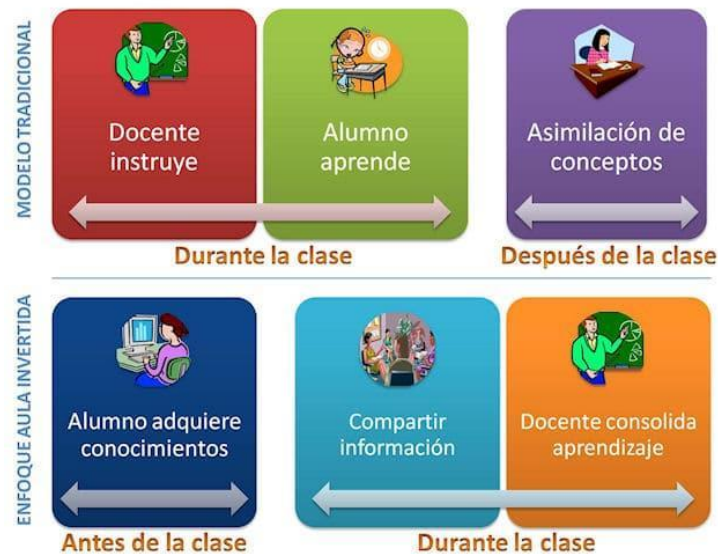 MODELO TRADICIONAL
Docente
instruye
Alumno
aprende
Asimilación de
conceptos
Durante la clase
Después de la clase
ENFOQUE AULA INVERTIDA
Alumno adquiere
conocimientos
Compartir
información
Docente consolida
aprendizaje
Antes de la clase
Durante la clase